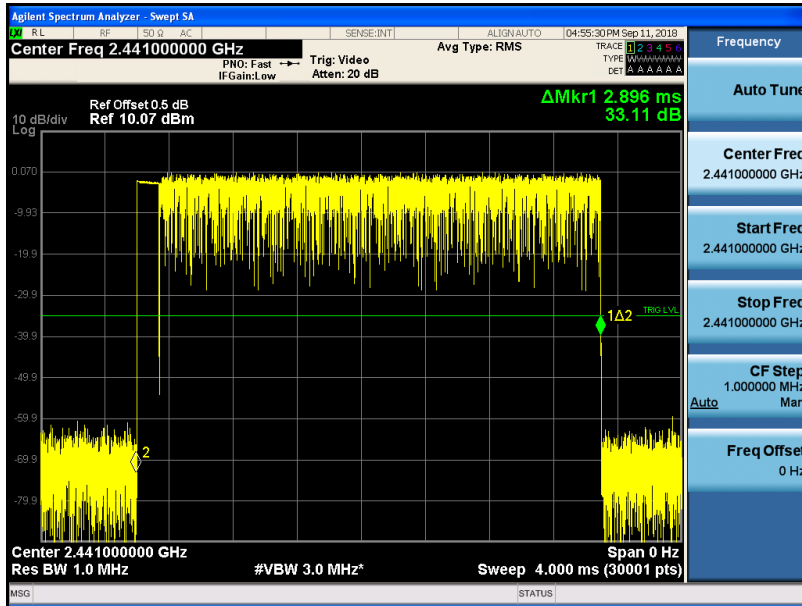 Agilent Spectrum Analyzer - Swept SA
LXI RL RF 50 Ω AC SENSE:INT ALIGN AUTO 04:55:30 PM Sep 11, 2018
Center Freq 2.441000000 GHz
PNO: Fast
IFGain:Low
Trig: Video
Atten: 20 dB
Avg Type: RMS
TRACE 1 2 3 4 5 6
TYPE W
DET A A A A A A
ΔMkr1 2.896 ms
33.11 dB
Ref Offset 0.5 dB
Ref 10.07 dBm
10 dB/div
Log
0.070
-9.93
-19.9
-29.9
-39.9
-49.9
-59.9
-69.9
-79.9
1Δ2
TRIG LVL
2
Center 2.441000000 GHz Span 0 Hz
Res BW 1.0 MHz #VBW 3.0 MHz* Sweep 4.000 ms (30001 pts)
MSG STATUS
Frequency
Auto Tune
Center Freq
2.441000000 GHz
Start Freq
2.441000000 GHz
Stop Freq
2.441000000 GHz
CF Step
1.000000 MHz
Auto Man
Freq Offset
0 Hz